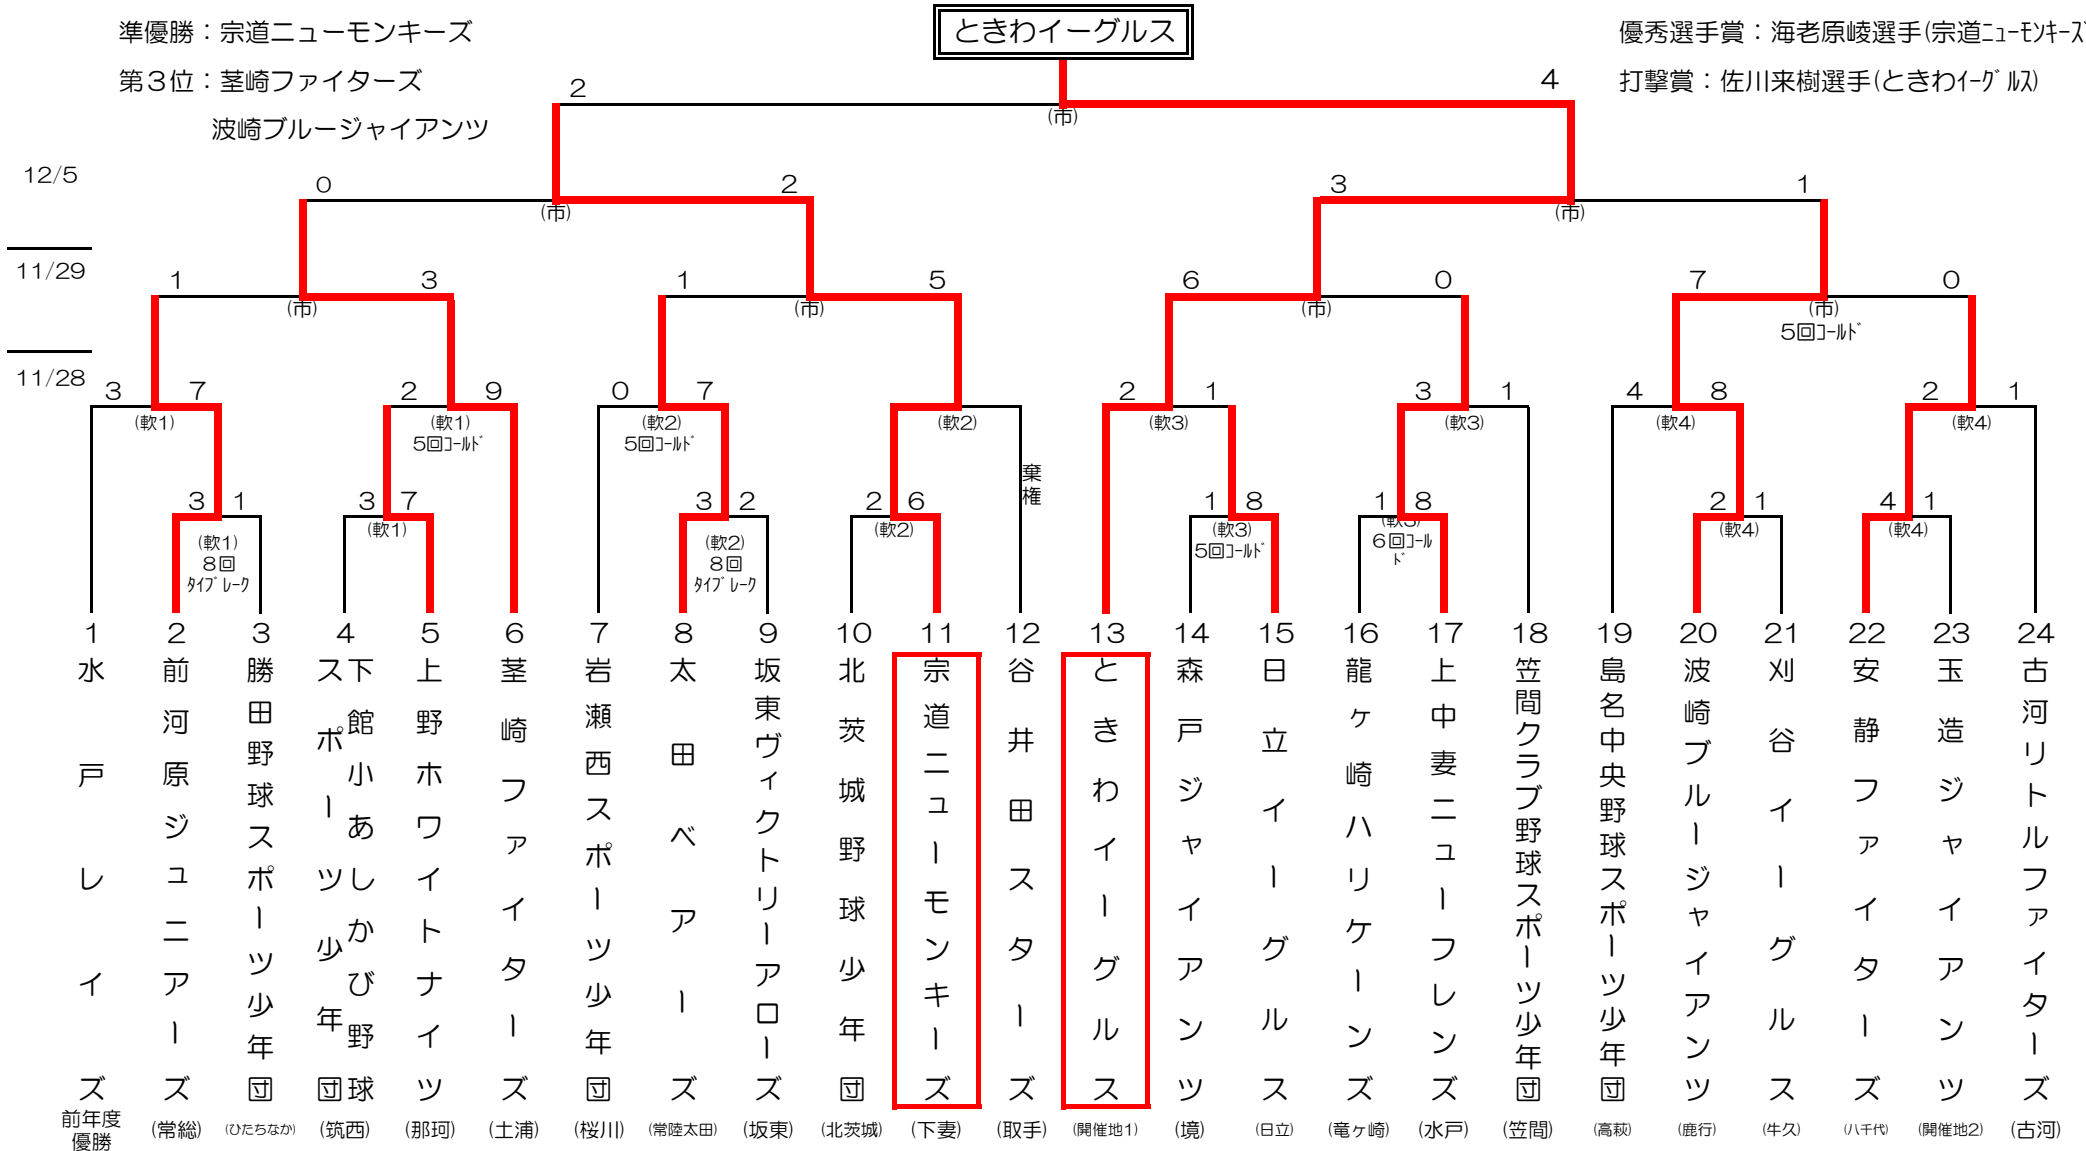 ときわイーグルス
準優勝：宗道ニューモンキーズ
第３位：茎崎ファイターズ
波崎ブルージャイアンツ
優秀選手賞：海老原崚選手(宗道ﾆｭｰﾓﾝｷｰｽﾞ
打撃賞：佐川来樹選手(ときわｲｰｸﾞﾙｽ)
2 4
(市)
12/5
0 2 3 1
(市) (市)
11/29
1 3 1 5 6 0 7 0
(市) (市) (市) (市)
5回ｺｰﾙﾄﾞ
11/28
3 7 2 9 0 7 2 1 3 1 4 8 2 1
(軟1) (軟1) (軟2) (軟2) (軟3) (軟3) (軟4) (軟4)
5回ｺｰﾙﾄﾞ 5回ｺｰﾙﾄﾞ
棄権
3 1 3 7 3 2 2 6 1 8 1 8 2 1 4 1
(軟1) (軟1) (軟2) (軟2) (軟3) (軟3) (軟4) (軟4)
8回 8回 5回ｺｰﾙﾄﾞ 6回ｺｰﾙ
ﾀｲﾌﾞﾚｰｸ ﾀｲﾌﾞﾚｰｸ ﾄﾞ
1 2 3 4 5 6 7 8 9 10 11 12 13 14 15 16 17 18 19 20 21 22 23 24
水戸レイズ
前河原ジュニアーズ
勝田野球スポーツ少年団
下館小あしかび野球
スポーツ少年団
上野ホワイトナイツ
茎崎ファイターズ
岩瀬西スポーツ少年団
太田ベアーズ
坂東ヴィクトリーアローズ
北茨城野球少年団
宗道ニューモンキーズ
谷井田スターズ
ときわイーグルス
森戸ジャイアンツ
日立イーグルス
龍ヶ崎ハリケーンズ
上中妻ニューフレンズ
笠間クラブ野球スポーツ少年団
島名中央野球スポーツ少年団
波崎ブルージャイアンツ
刈谷イーグルス
安静ファイターズ
玉造ジャイアンツ
古河リトルファイターズ
前年度
優勝
(常総) (ひたちなか) (筑西) (那珂) (土浦) (桜川) (常陸太田) (坂東) (北茨城) (下妻) (取手) (開催地1) (境) (日立) (竜ヶ崎) (水戸) (笠間) (高萩) (鹿行) (牛久) (八千代) (開催地2) (古河)